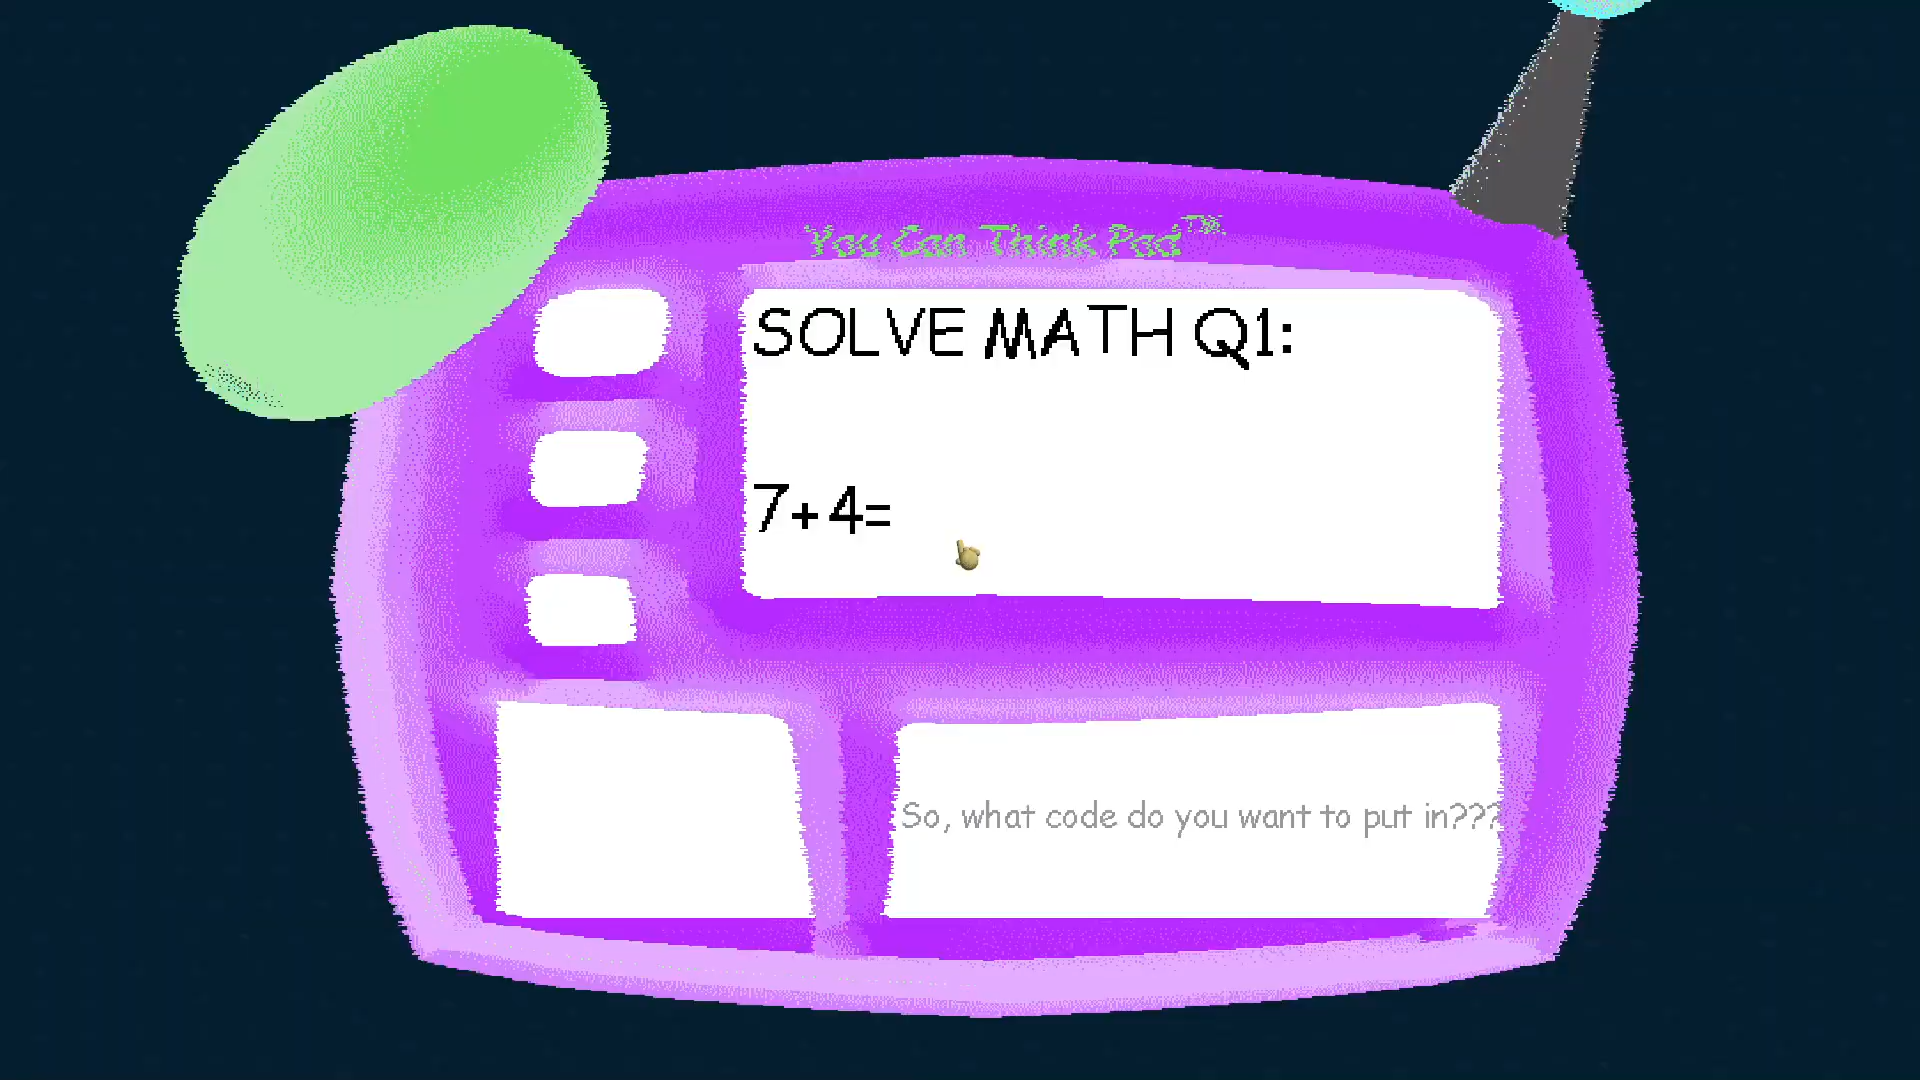 You Can Think Pad™
SOLVE MATH Q1:
7+4=
So, what code do you want to put in???